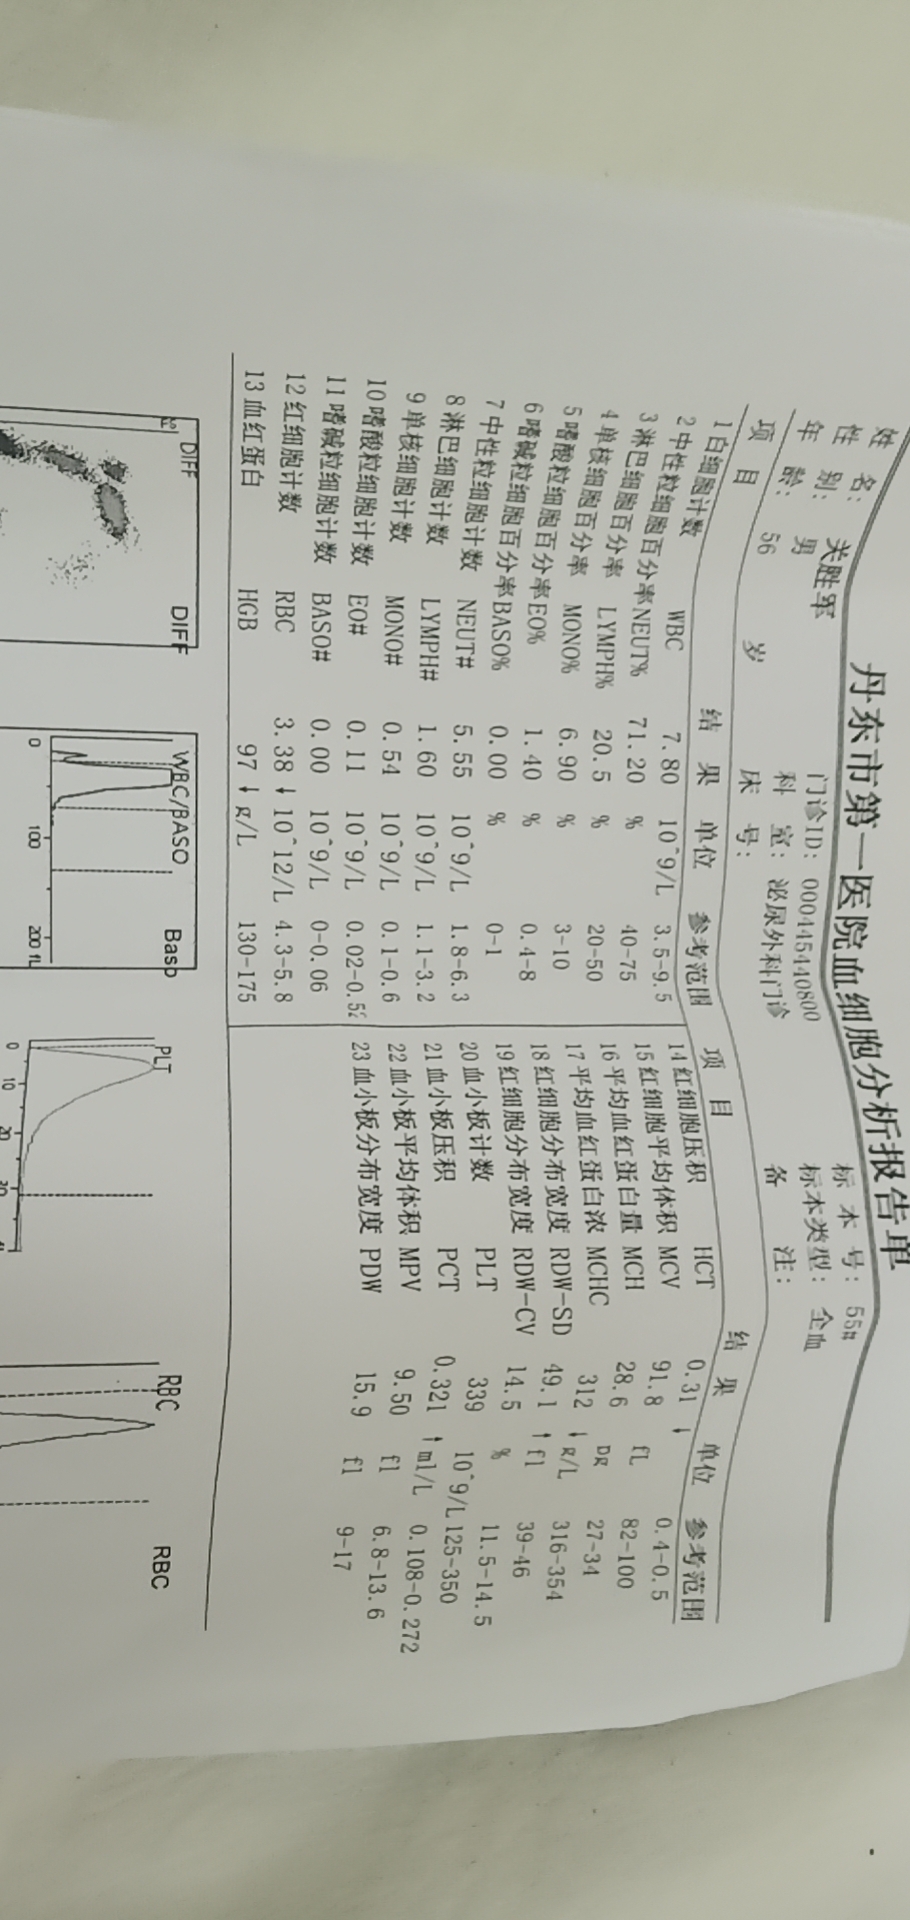 丹东市第一医院血细胞分析报告单
姓 名: 关胜军 门诊ID: 000445440800 标 本 号: 55#
性 别: 男 科 室: 泌尿外科门诊 标本类型: 全血
年 龄: 56 岁 床 号: 备 注:
项 目 结 果 单位 参考范围 项 目 结 果 单位 参考范围
1 白细胞计数 WBC 7.80 10^9/L 3.5-9.5
2 中性粒细胞百分率 NEUT% 71.20 % 40-75
3 淋巴细胞百分率 LYMPH% 20.5 % 20-50
4 单核细胞百分率 MONO% 6.90 % 3-10
5 嗜酸粒细胞百分率 EO% 1.40 % 0.4-8
6 嗜碱粒细胞百分率 BASO% 0.00 % 0-1
7 中性粒细胞计数 NEUT# 5.55 10^9/L 1.8-6.3
8 淋巴细胞计数 LYMPH# 1.60 10^9/L 1.1-3.2
9 单核细胞计数 MONO# 0.54 10^9/L 0.1-0.6
10 嗜酸粒细胞计数 EO# 0.11 10^9/L 0.02-0.52
11 嗜碱粒细胞计数 BASO# 0.00 10^9/L 0-0.06
12 红细胞计数 RBC 3.38 ↓ 10^12/L 4.3-5.8
13 血红蛋白 HGB 97 ↓ g/L 130-175
14 红细胞压积 HCT 0.31 ↓ 0.4-0.5
15 红细胞平均体积 MCV 91.8 fL 82-100
16 平均血红蛋白量 MCH 28.6 pg 27-34
17 平均血红蛋白浓 MCHC 312 ↓ g/L 316-354
18 红细胞分布宽度 RDW-SD 49.1 ↑ fl 39-46
19 红细胞分布宽度 RDW-CV 14.5 % 11.5-14.5
20 血小板计数 PLT 339 10^9/L 125-350
21 血小板压积 PCT 0.321 ↑ ml/L 0.108-0.272
22 血小板平均体积 MPV 9.50 fl 6.8-13.6
23 血小板分布宽度 PDW 15.9 fl 9-17
DIFF DIFF
WBC/BASO Baso
0 100 200 fL
PLT
0 10 20 30
RBC RBC